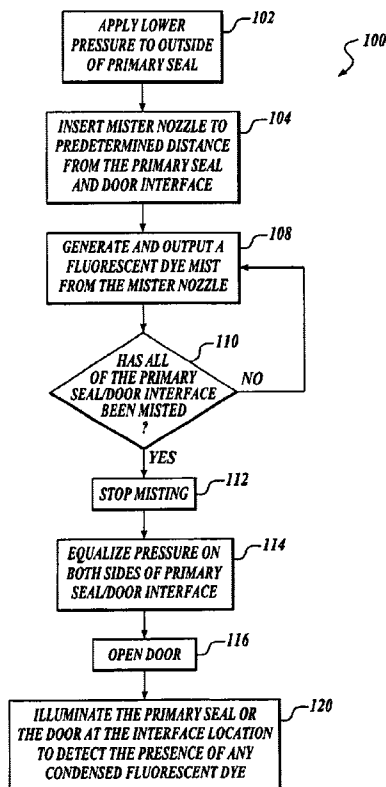 APPLY LOWER
PRESSURE TO OUTSIDE
OF PRIMARY SEAL
102
100
INSERT MISTER NOZZLE TO
PREDETERMINED DISTANCE
FROM THE PRIMARY SEAL
AND DOOR INTERFACE
104
GENERATE AND OUTPUT A
FLUORESCENT DYE MIST
FROM THE MISTER NOZZLE
108
HAS ALL
OF THE PRIMARY
SEAL/DOOR INTERFACE
BEEN MISTED
?
110
NO
YES
STOP MISTING
112
EQUALIZE PRESSURE ON
BOTH SIDES OF PRIMARY
SEAL/DOOR INTERFACE
114
OPEN DOOR
116
ILLUMINATE THE PRIMARY SEAL OR
THE DOOR AT THE INTERFACE LOCATION
TO DETECT THE PRESENCE OF ANY
CONDENSED FLUORESCENT DYE
120